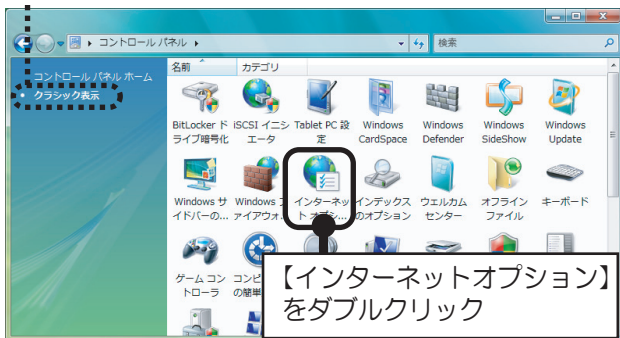 コントロール パネル
検索
コントロール パネル ホーム
クラシック表示
名前 カテゴリ
BitLocker ド
ライブ暗号化
iSCSI イニシ
エータ
Tablet PC 設
定
Windows
CardSpace
Windows
Defender
Windows
SideShow
Windows
Update
Windows サ
イドバーの...
Windows フ
ァイアウォ...
インターネッ
ト オプシ...
インデックス
のオプション
ウェルカム
センター
オフライン
ファイル
キーボード
ゲーム コン
トローラ
コンピ
の簡単
【インターネットオプション】
をダブルクリック